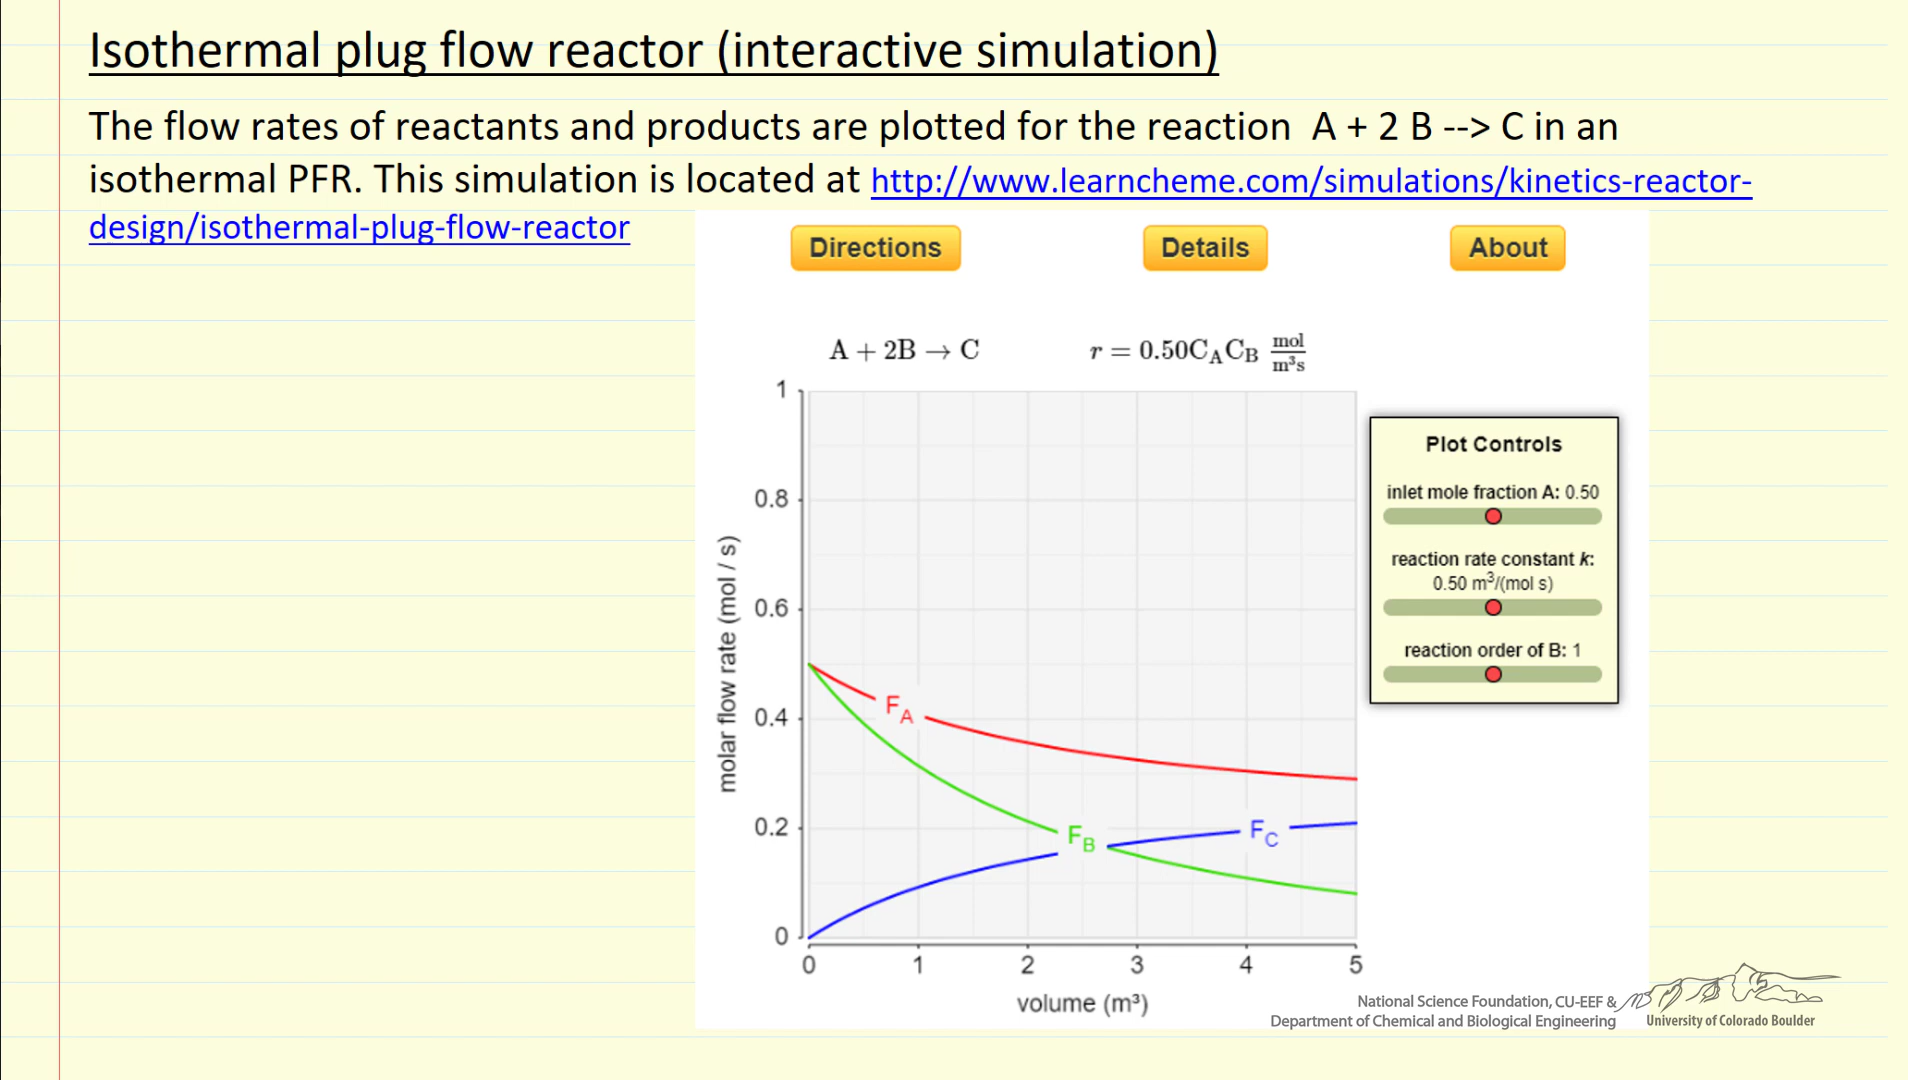 Isothermal plug flow reactor (interactive simulation)
The flow rates of reactants and products are plotted for the reaction A + 2 B --> C in an
isothermal PFR. This simulation is located at http://www.learncheme.com/simulations/kinetics-reactor-
design/isothermal-plug-flow-reactor
Directions Details About
A + 2B → C r = 0.50C_A C_B mol/m³s
1
0.8
0.6
0.4
0.2
0
molar flow rate (mol / s)
F_A
F_B
F_C
0 1 2 3 4 5
volume (m³)
Plot Controls
inlet mole fraction A: 0.50
reaction rate constant k:
0.50 m³/(mol s)
reaction order of B: 1
National Science Foundation, CU-EEF &
Department of Chemical and Biological Engineering
University of Colorado Boulder